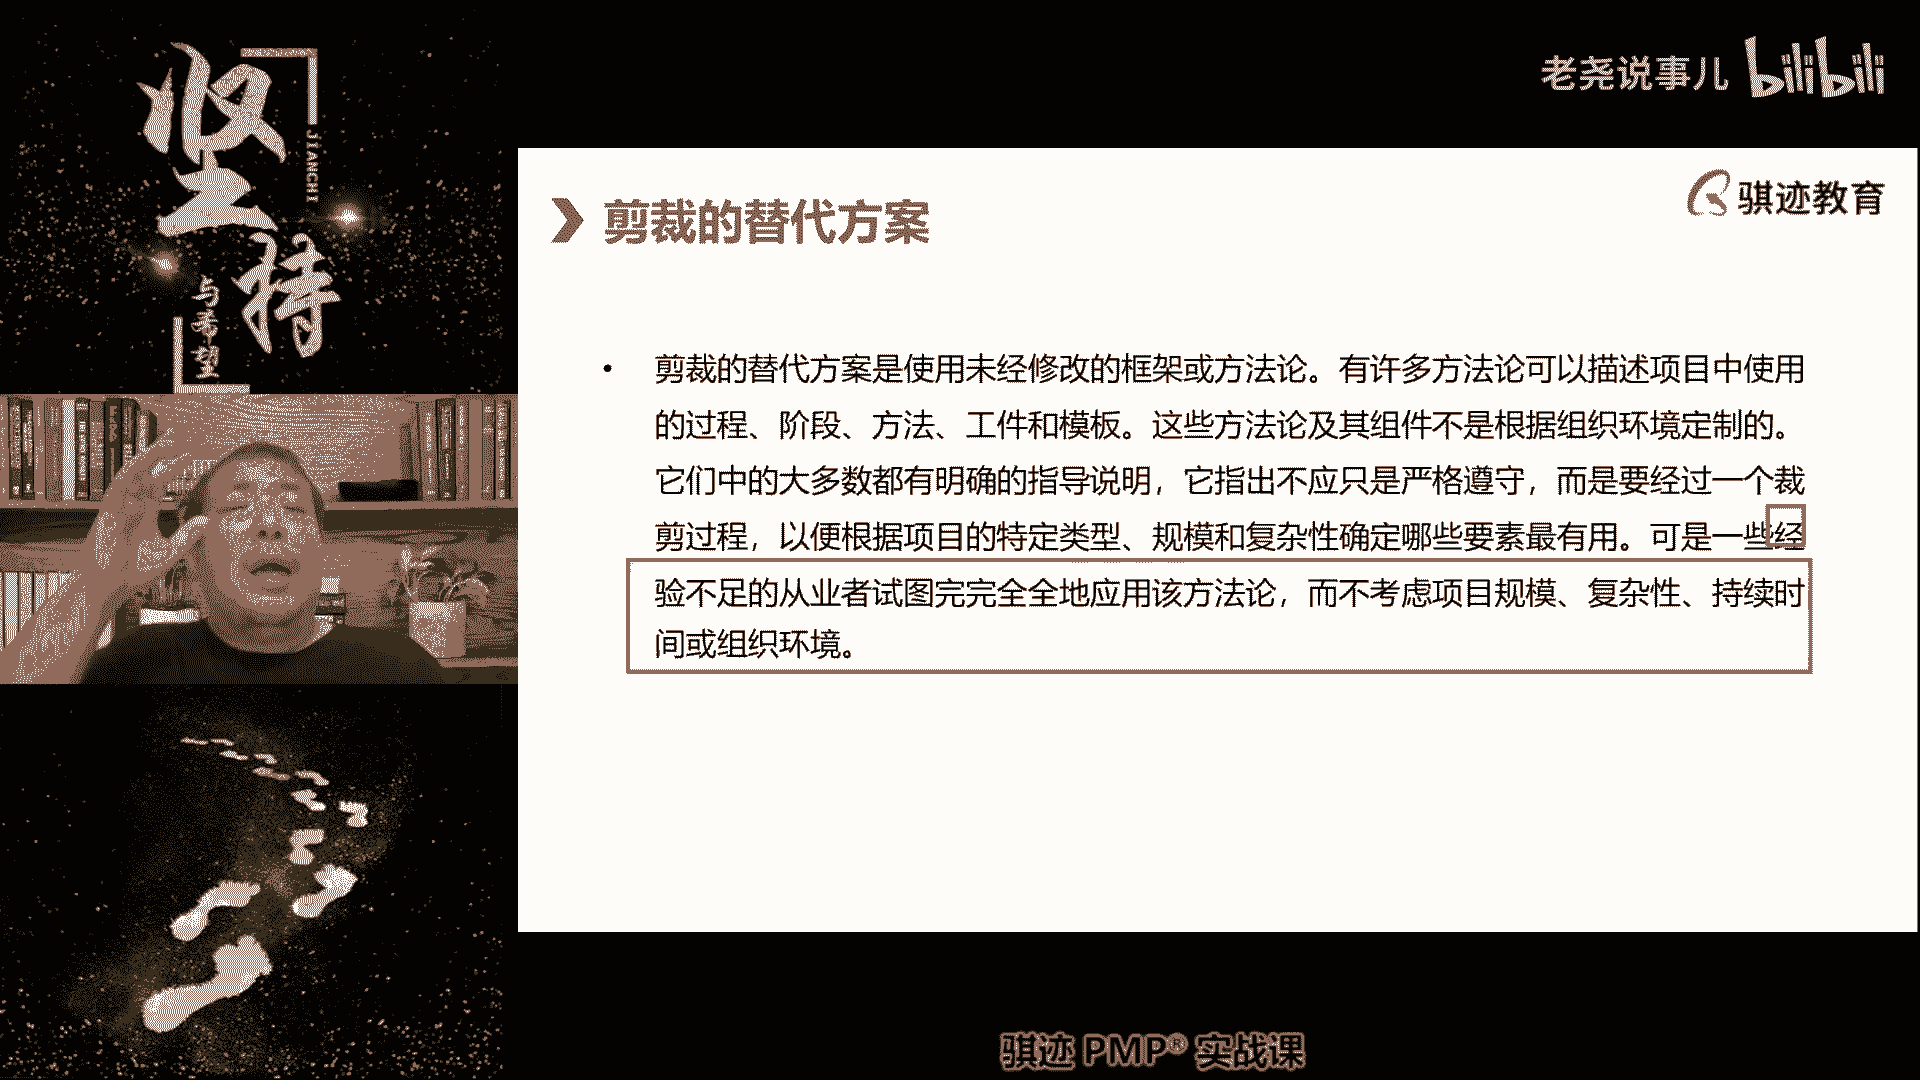 坚持
JIANCHI
与希望
老尧说事儿 bilibili
骐迹教育
剪裁的替代方案
• 剪裁的替代方案是使用未经修改的框架或方法论。有许多方法论可以描述项目中使用
的过程、阶段、方法、工件和模板。这些方法论及其组件不是根据组织环境定制的。
它们中的大多数都有明确的指导说明，它指出不应只是严格遵守，而是要经过一个裁
剪过程，以便根据项目的特定类型、规模和复杂性确定哪些要素最有用。可是一些经
验不足的从业者试图完完全全地应用该方法论，而不考虑项目规模、复杂性、持续时
间或组织环境。
骐迹 PMP® 实战课